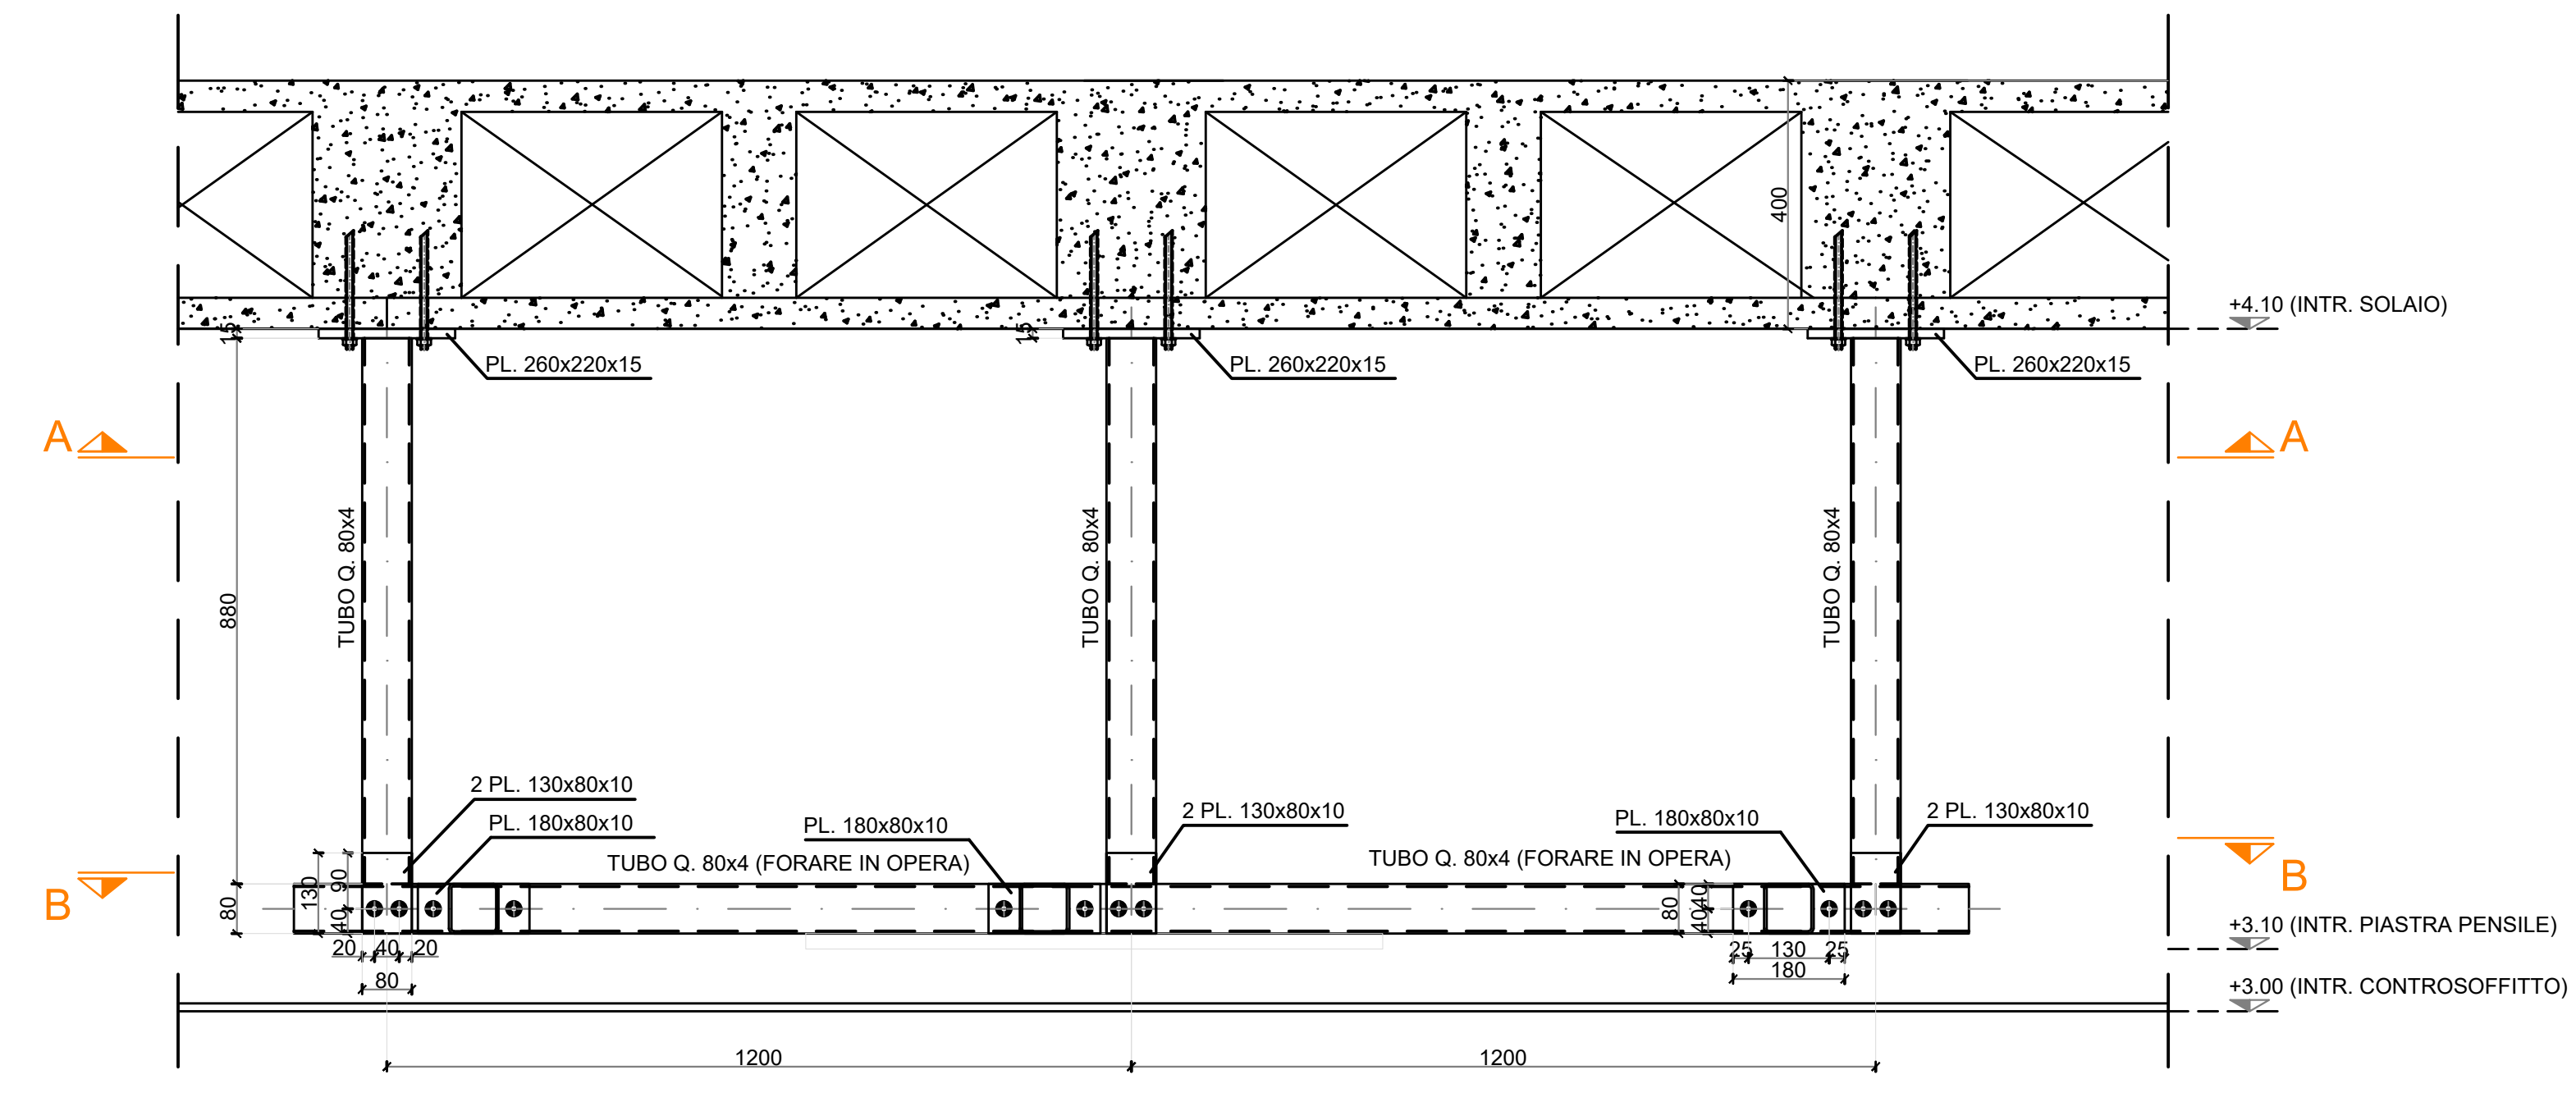 400
+4.10 (INTR. SOLAIO)
15
15
PL. 260x220x15
PL. 260x220x15
PL. 260x220x15
A
A
TUBO Q. 80x4
TUBO Q. 80x4
TUBO Q. 80x4
880
2 PL. 130x80x10
PL. 180x80x10
PL. 180x80x10
2 PL. 130x80x10
PL. 180x80x10
2 PL. 130x80x10
TUBO Q. 80x4 (FORARE IN OPERA)
TUBO Q. 80x4 (FORARE IN OPERA)
B
B
80
130
90
40
80
40
40
+3.10 (INTR. PIASTRA PENSILE)
20
40
20
25
130
25
80
180
+3.00 (INTR. CONTROSOFFITTO)
1200
1200